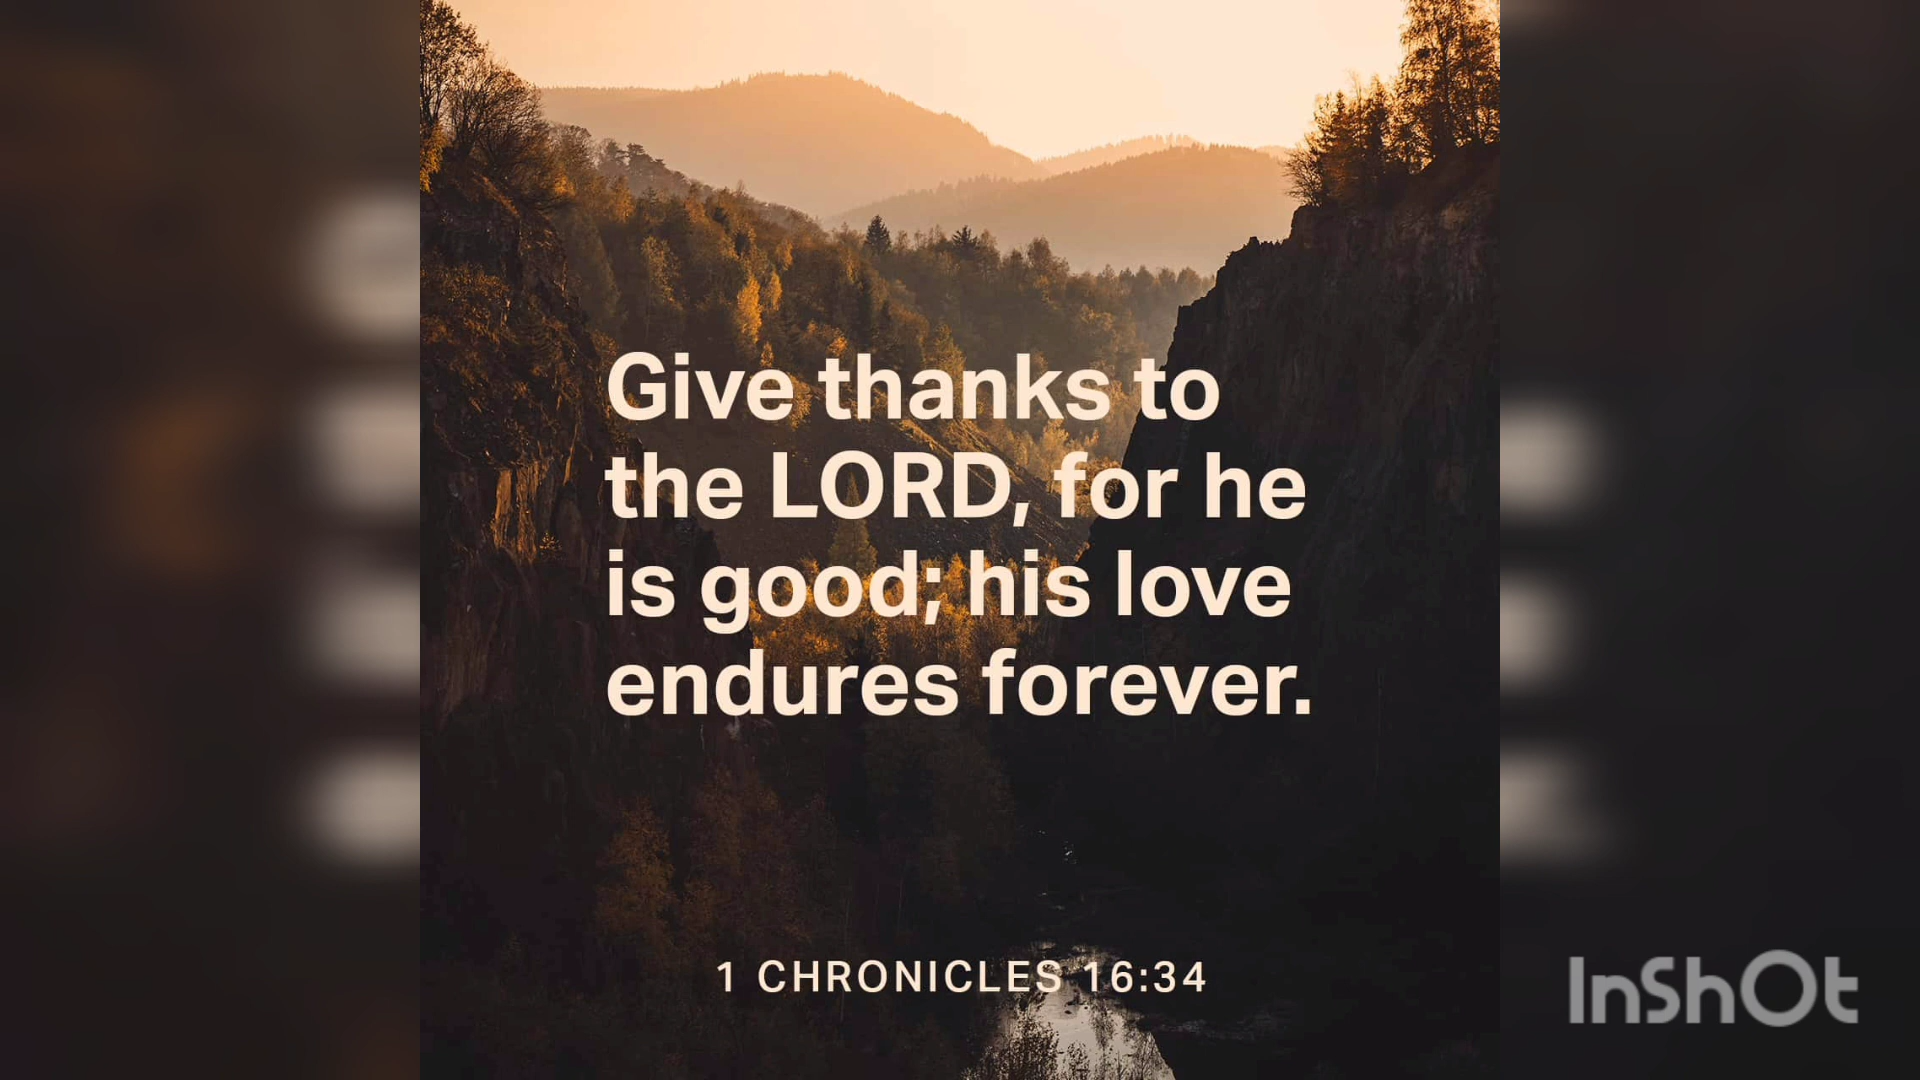 Give thanks to
the LORD, for he
is good; his love
endures forever.
1 CHRONICLES 16:34
InShOt